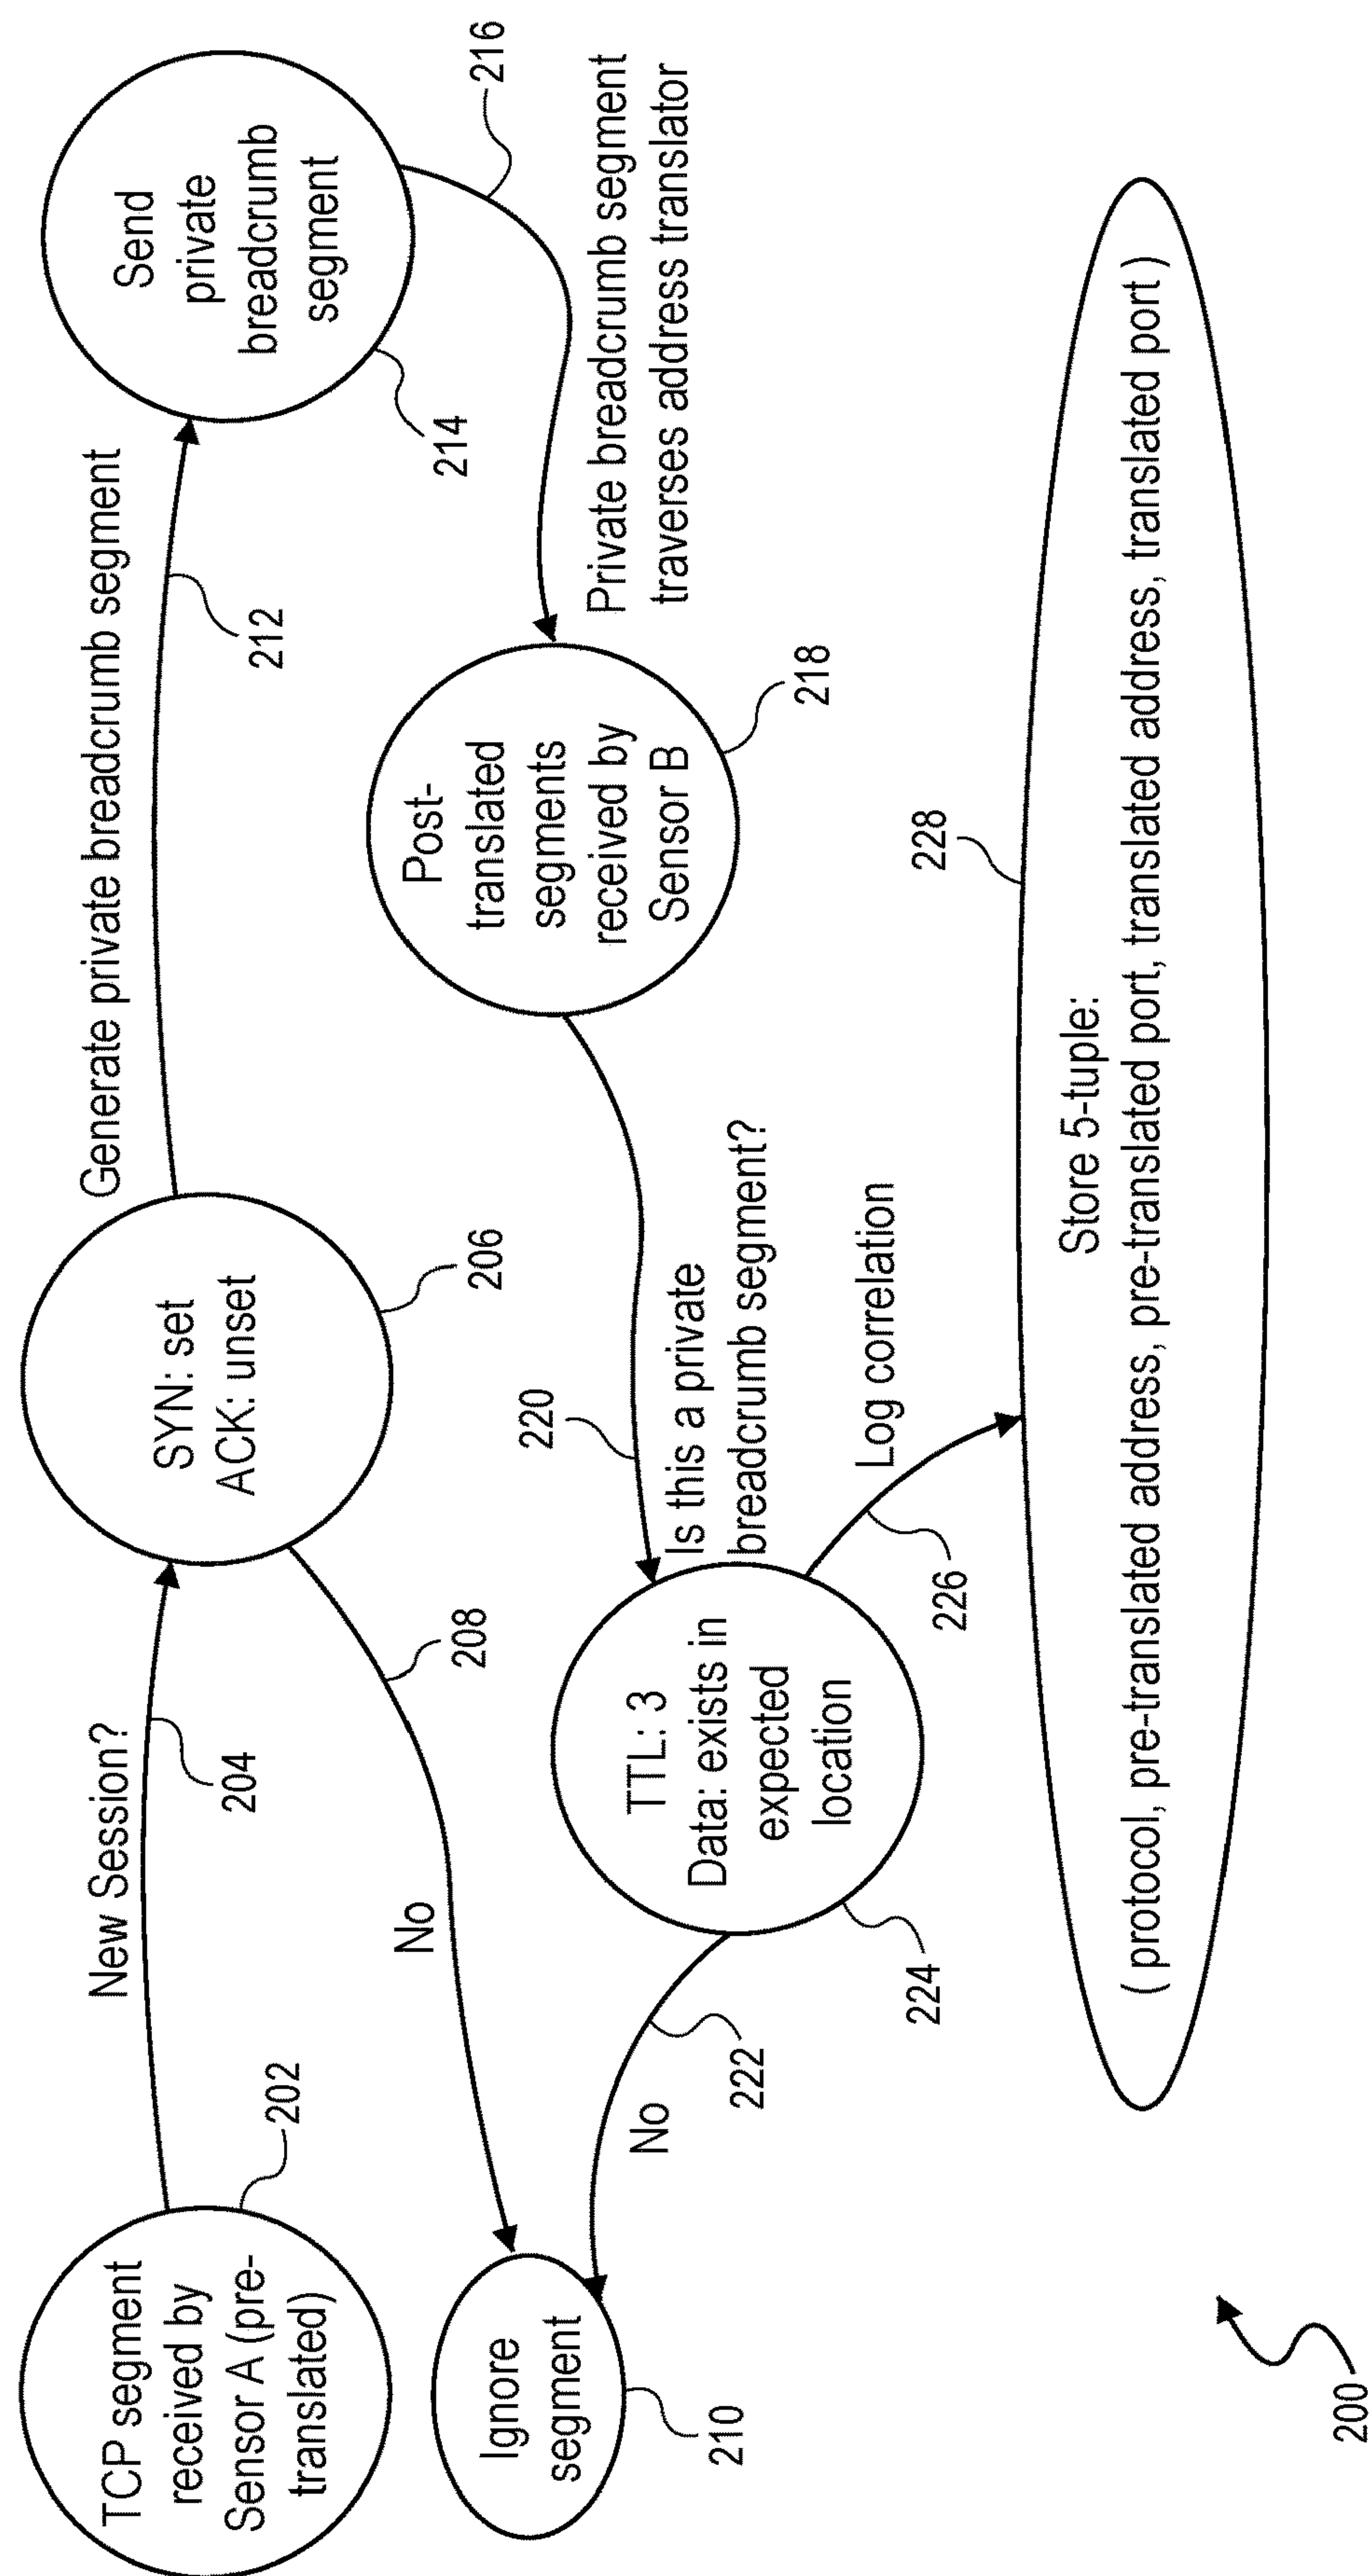 TCP segment
received by
Sensor A (pre-
translated)
202
New Session?
204
SYN: set
ACK: unset
206
Generate private breadcrumb segment
212
Send
private
breadcrumb
segment
214
216
Private breadcrumb segment
traverses address translator
No
208
Ignore
segment
210
Post-
translated
segments
received by
Sensor B
218
220
Is this a private
breadcrumb segment?
TTL: 3
Data: exists in
expected
location
224
No
222
Log correlation
226
228
Store 5-tuple:
( protocol, pre-translated address, pre-translated port, translated address, translated port )
200